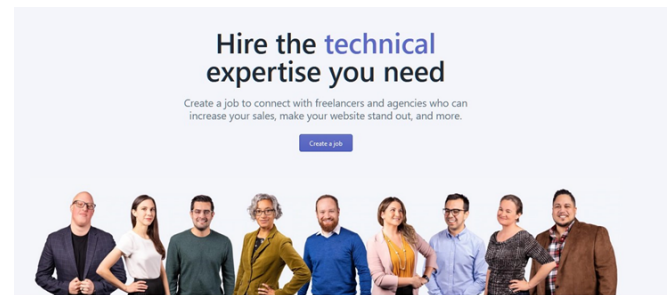 Hire the technical
expertise you need
Create a job to connect with freelancers and agencies who can
increase your sales, make your website stand out, and more.
Create a job